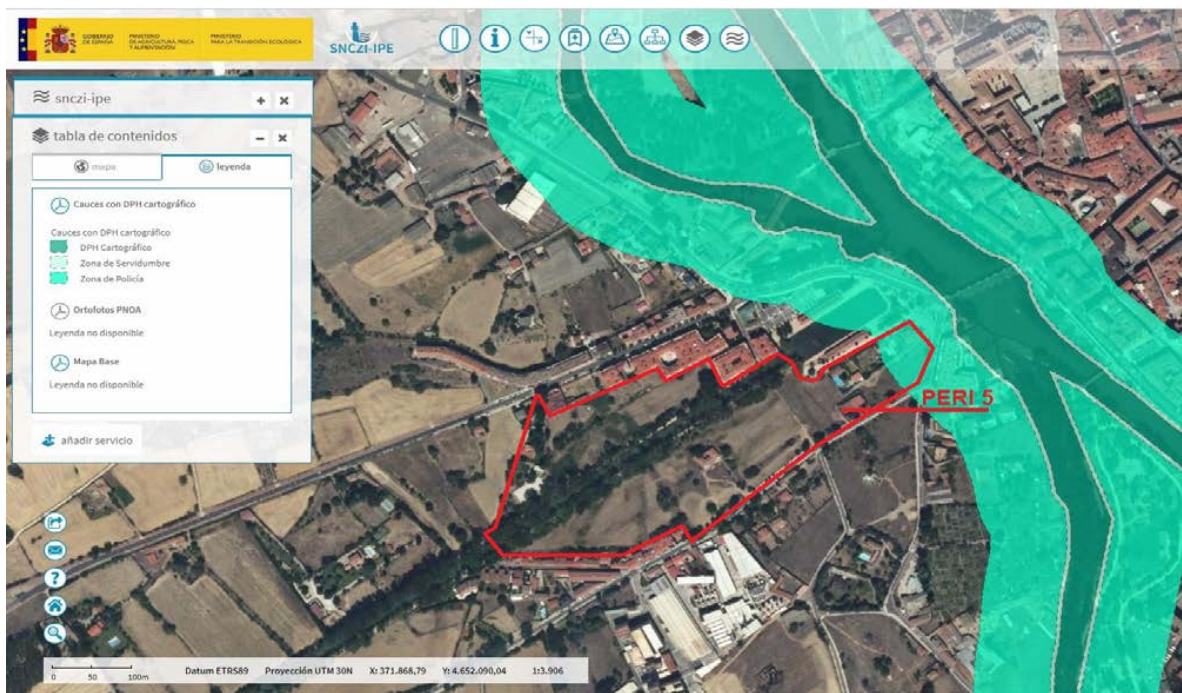 GOBIERNO
DE ESPAÑA
MINISTERIO
DE AGRICULTURA, PESCA
Y ALIMENTACIÓN
MINISTERIO
PARA LA TRANSICIÓN ECOLÓGICA
SNCZI-IPE
snczi-ipe
tabla de contenidos
mapa
leyenda
Cauces con DPH cartográfico
Cauces con DPH cartográfico
DPH Cartográfico
Zona de Servidumbre
Zona de Policía
Ortofotos PNOA
Leyenda no disponible
Mapa Base
Leyenda no disponible
añadir servicio
PERI 5
0 50 100m Datum ETRS89 Proyección UTM 30N X: 371.868,79 Y: 4.652.090,04 1:3.906